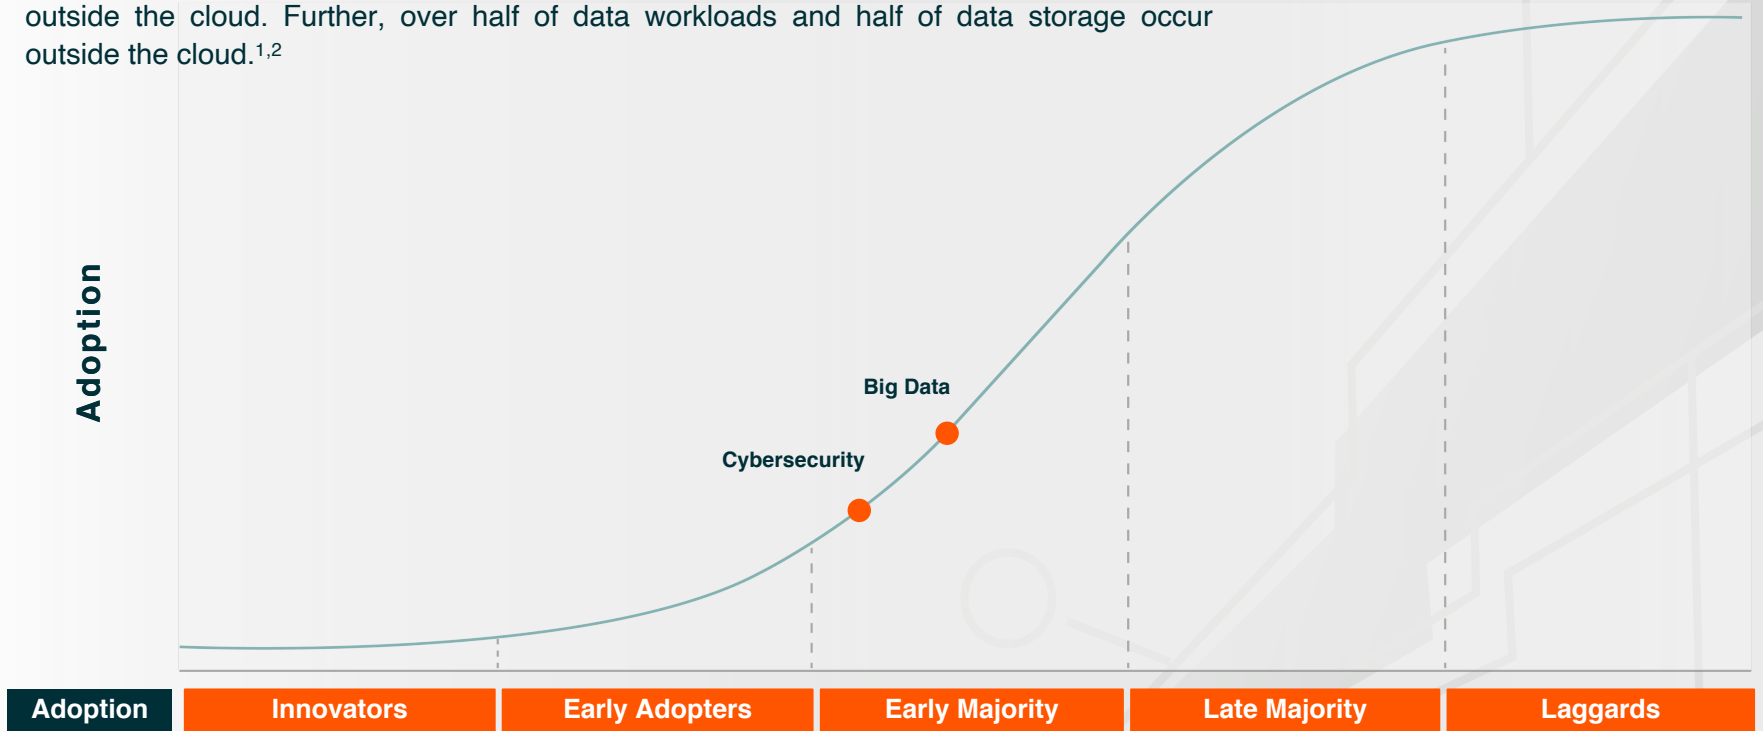 outside the cloud. Further, over half of data workloads and half of data storage occur
outside the cloud.1,2
Adoption
Big Data
Cybersecurity
Adoption
Innovators
Early Adopters
Early Majority
Late Majority
Laggards